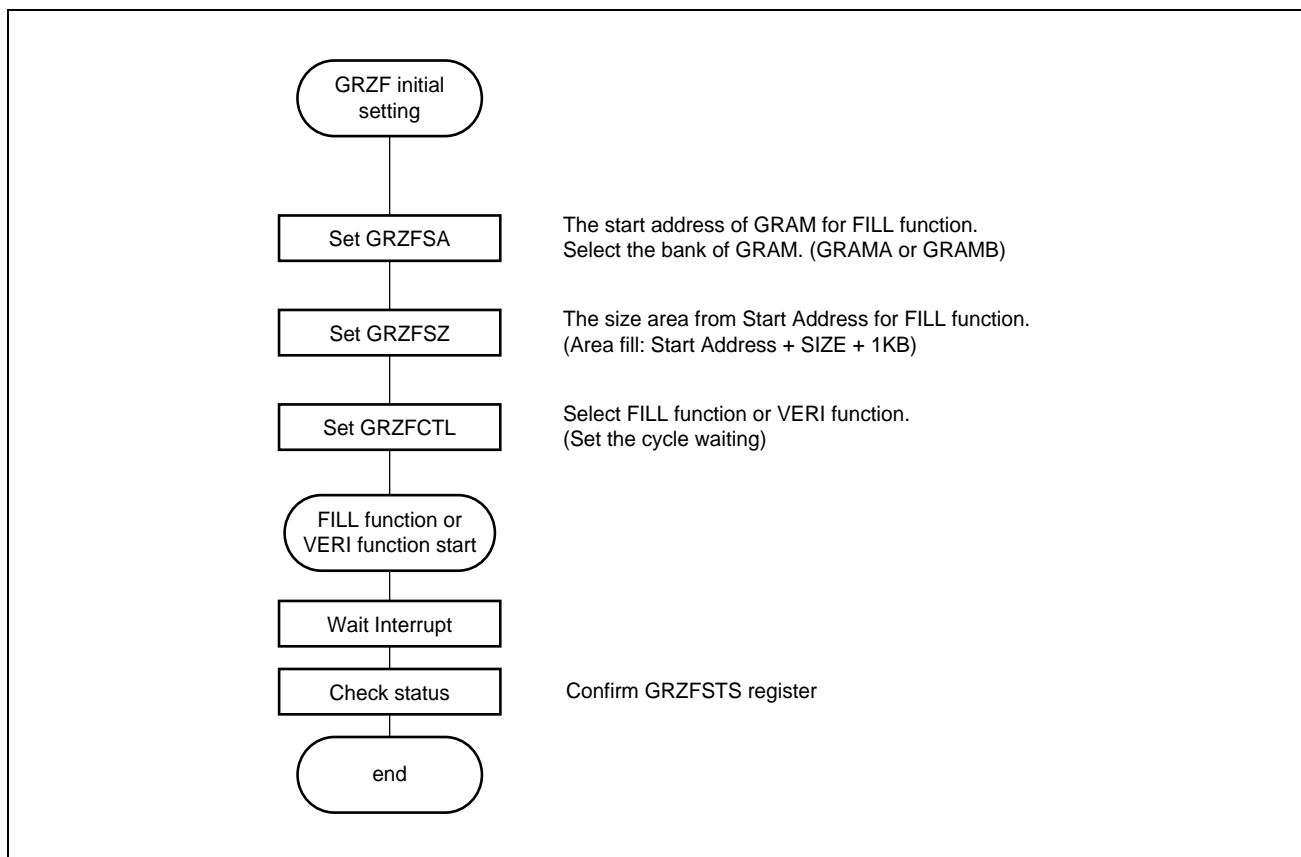 GRZF initial
setting
Set GRZFSA
The start address of GRAM for FILL function.
Select the bank of GRAM. (GRAMA or GRAMB)
Set GRZFSZ
The size area from Start Address for FILL function.
(Area fill: Start Address + SIZE + 1KB)
Set GRZFCTL
Select FILL function or VERI function.
(Set the cycle waiting)
FILL function or
VERI function start
Wait Interrupt
Check status
Confirm GRZFSTS register
end